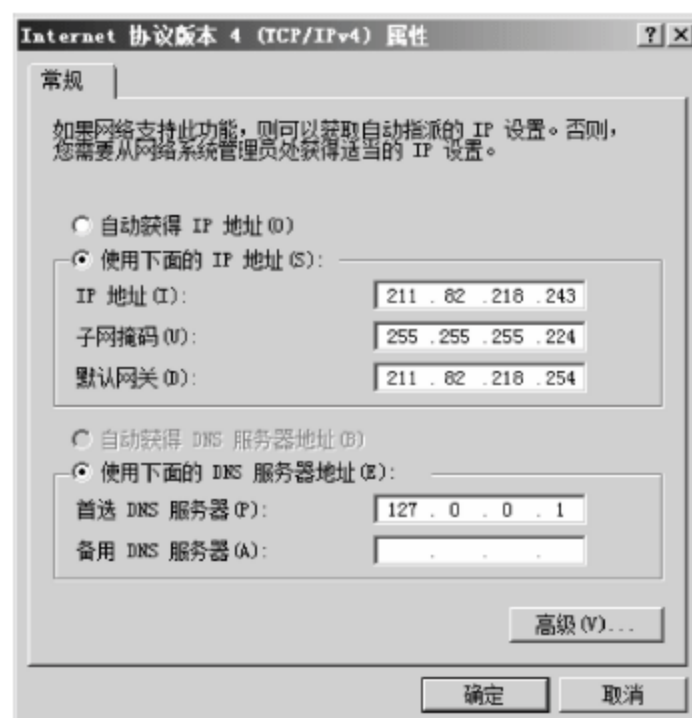 Internet 协议版本 4 (TCP/IPv4) 属性
常规
如果网络支持此功能，则可以获取自动指派的 IP 设置。否则，
您需要从网络系统管理员处获得适当的 IP 设置。
自动获得 IP 地址(O)
使用下面的 IP 地址(S):
IP 地址(I): 211 . 82 . 218 . 243
子网掩码(U): 255 . 255 . 255 . 224
默认网关(D): 211 . 82 . 218 . 254
自动获得 DNS 服务器地址(B)
使用下面的 DNS 服务器地址(E):
首选 DNS 服务器(P): 127 . 0 . 0 . 1
备用 DNS 服务器(A): . . .
高级(V)...
确定 取消